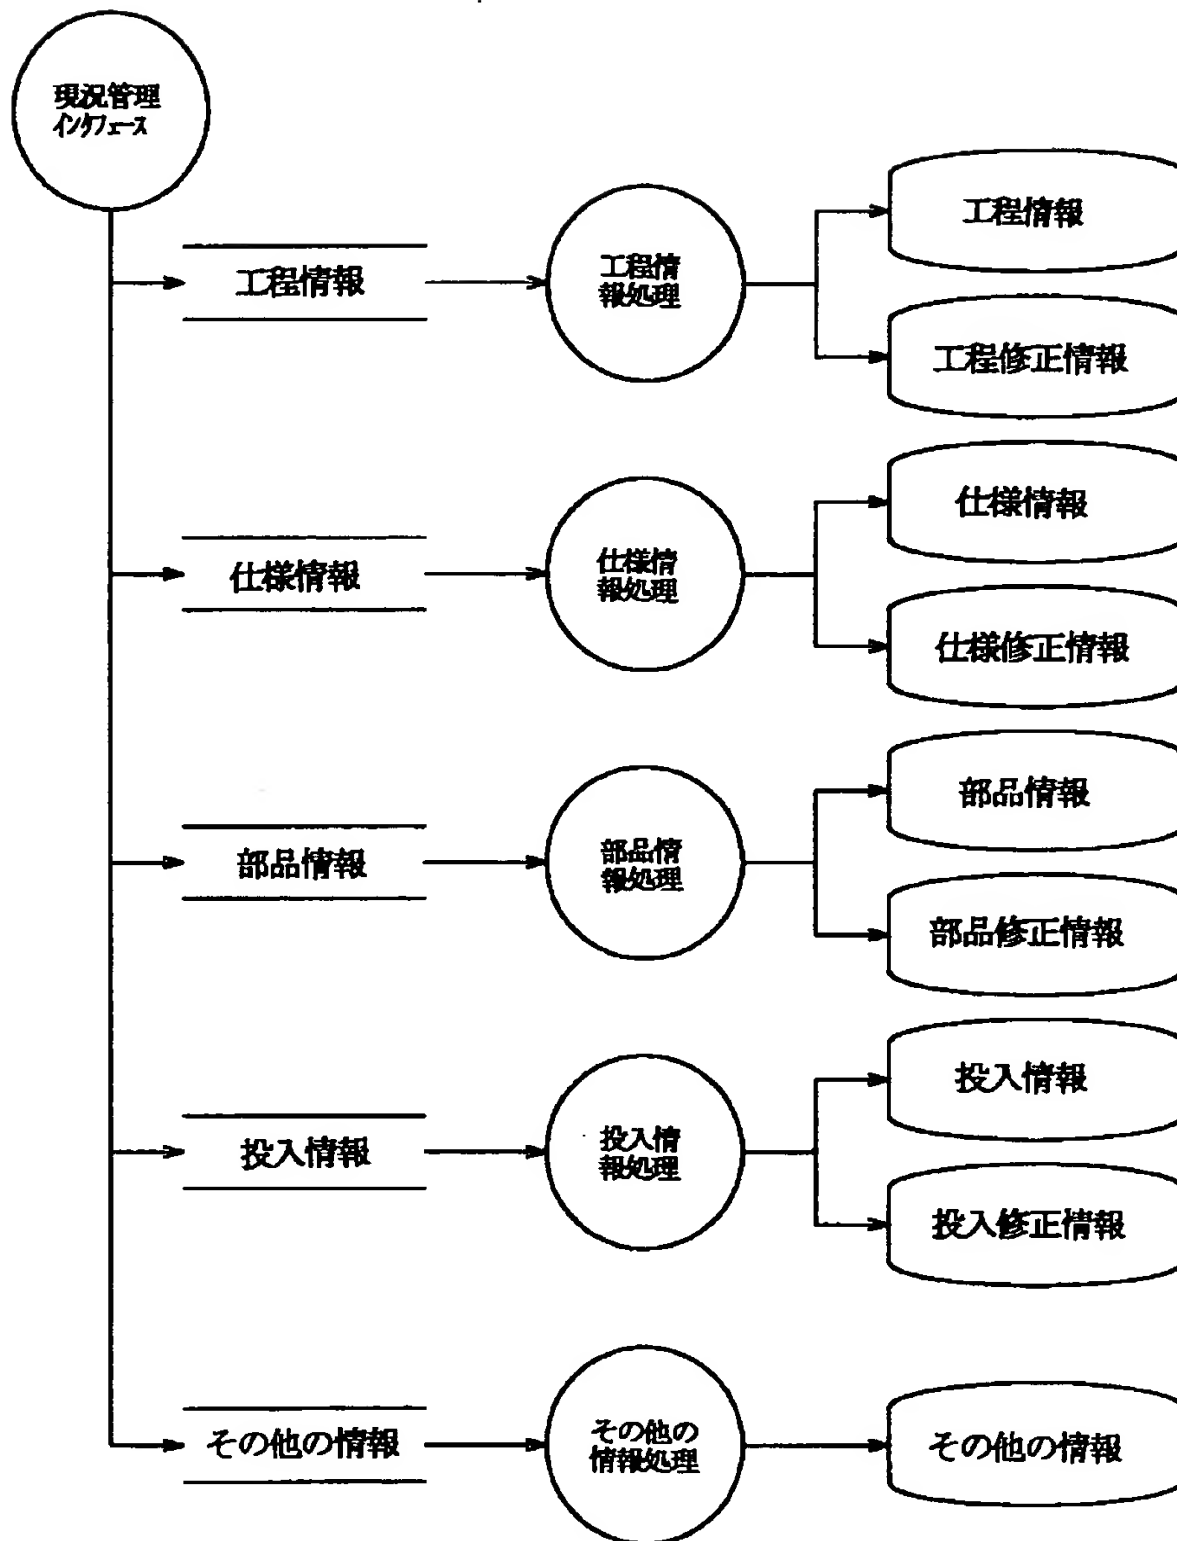 現況管理
インタフェース
工程情報
工程情
報処理
工程情報
工程修正情報
仕様情報
仕様情
報処理
仕様情報
仕様修正情報
部品情報
部品情
報処理
部品情報
部品修正情報
投入情報
投入情
報処理
投入情報
投入修正情報
その他の情報
その他の
情報処理
その他の情報